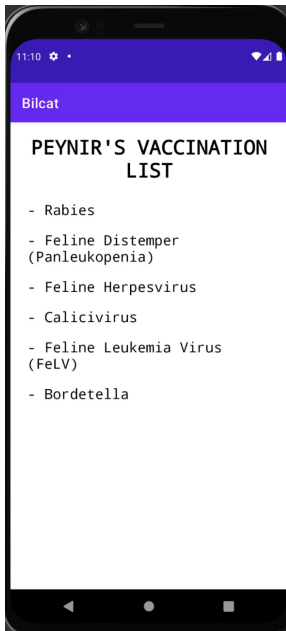 11:10
Bilcat
PEYNIR'S VACCINATION
LIST
- Rabies
- Feline Distemper
(Panleukopenia)
- Feline Herpesvirus
- Calicivirus
- Feline Leukemia Virus
(FeLV)
- Bordetella